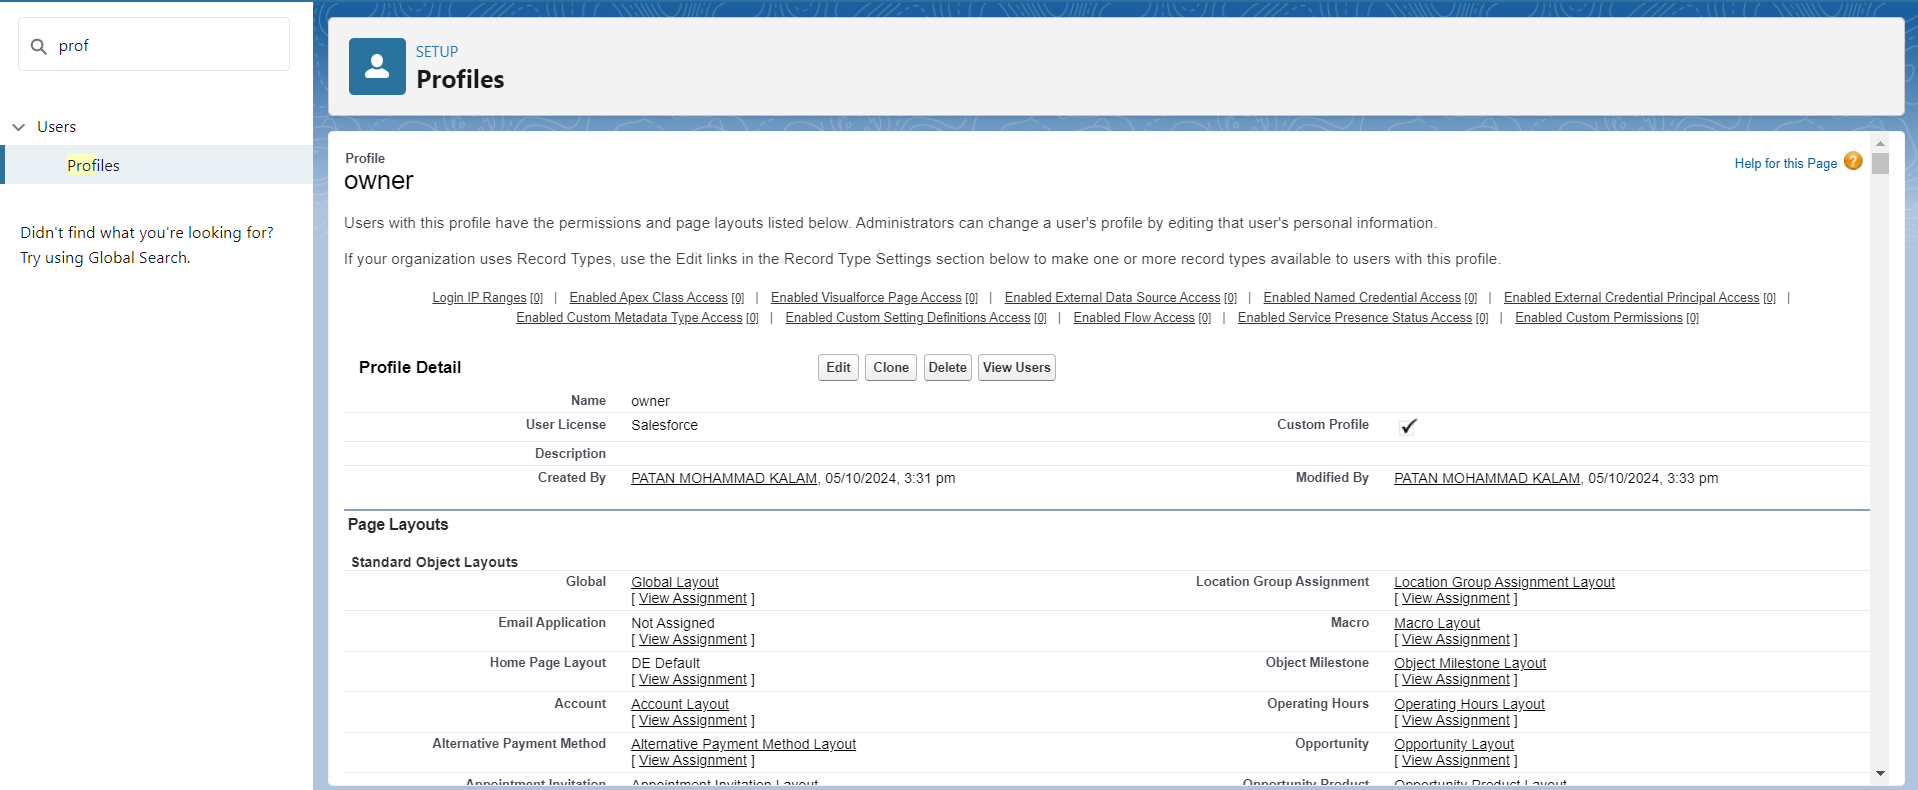 prof
Users
Profiles
Didn't find what you're looking for?
Try using Global Search.
SETUP
Profiles
Profile
owner
Help for this Page ?
Users with this profile have the permissions and page layouts listed below. Administrators can change a user's profile by editing that user's personal information.
If your organization uses Record Types, use the Edit links in the Record Type Settings section below to make one or more record types available to users with this profile.
Login IP Ranges [0] | Enabled Apex Class Access [0] | Enabled Visualforce Page Access [0] | Enabled External Data Source Access [0] | Enabled Named Credential Access [0] | Enabled External Credential Principal Access [0] |
Enabled Custom Metadata Type Access [0] | Enabled Custom Setting Definitions Access [0] | Enabled Flow Access [0] | Enabled Service Presence Status Access [0] | Enabled Custom Permissions [0]
Profile Detail Edit Clone Delete View Users
Name owner
User License Salesforce Custom Profile
Description
Created By PATAN MOHAMMAD KALAM, 05/10/2024, 3:31 pm Modified By PATAN MOHAMMAD KALAM, 05/10/2024, 3:33 pm
Page Layouts
Standard Object Layouts
Global Global Layout Location Group Assignment Location Group Assignment Layout
[ View Assignment ] [ View Assignment ]
Email Application Not Assigned Macro Macro Layout
[ View Assignment ] [ View Assignment ]
Home Page Layout DE Default Object Milestone Object Milestone Layout
[ View Assignment ] [ View Assignment ]
Account Account Layout Operating Hours Operating Hours Layout
[ View Assignment ] [ View Assignment ]
Alternative Payment Method Alternative Payment Method Layout Opportunity Opportunity Layout
[ View Assignment ] [ View Assignment ]
Appointment Invitation Appointment Invitation Layout Opportunity Product Opportunity Product Layout